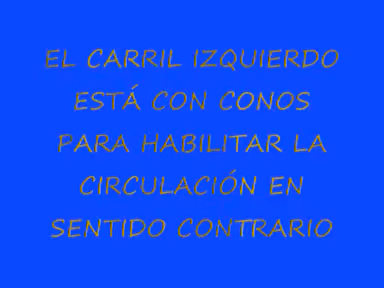 EL CARRIL IZQUIERDO
ESTÁ CON CONOS
PARA HABILITAR LA
CIRCULACIÓN EN
SENTIDO CONTRARIO